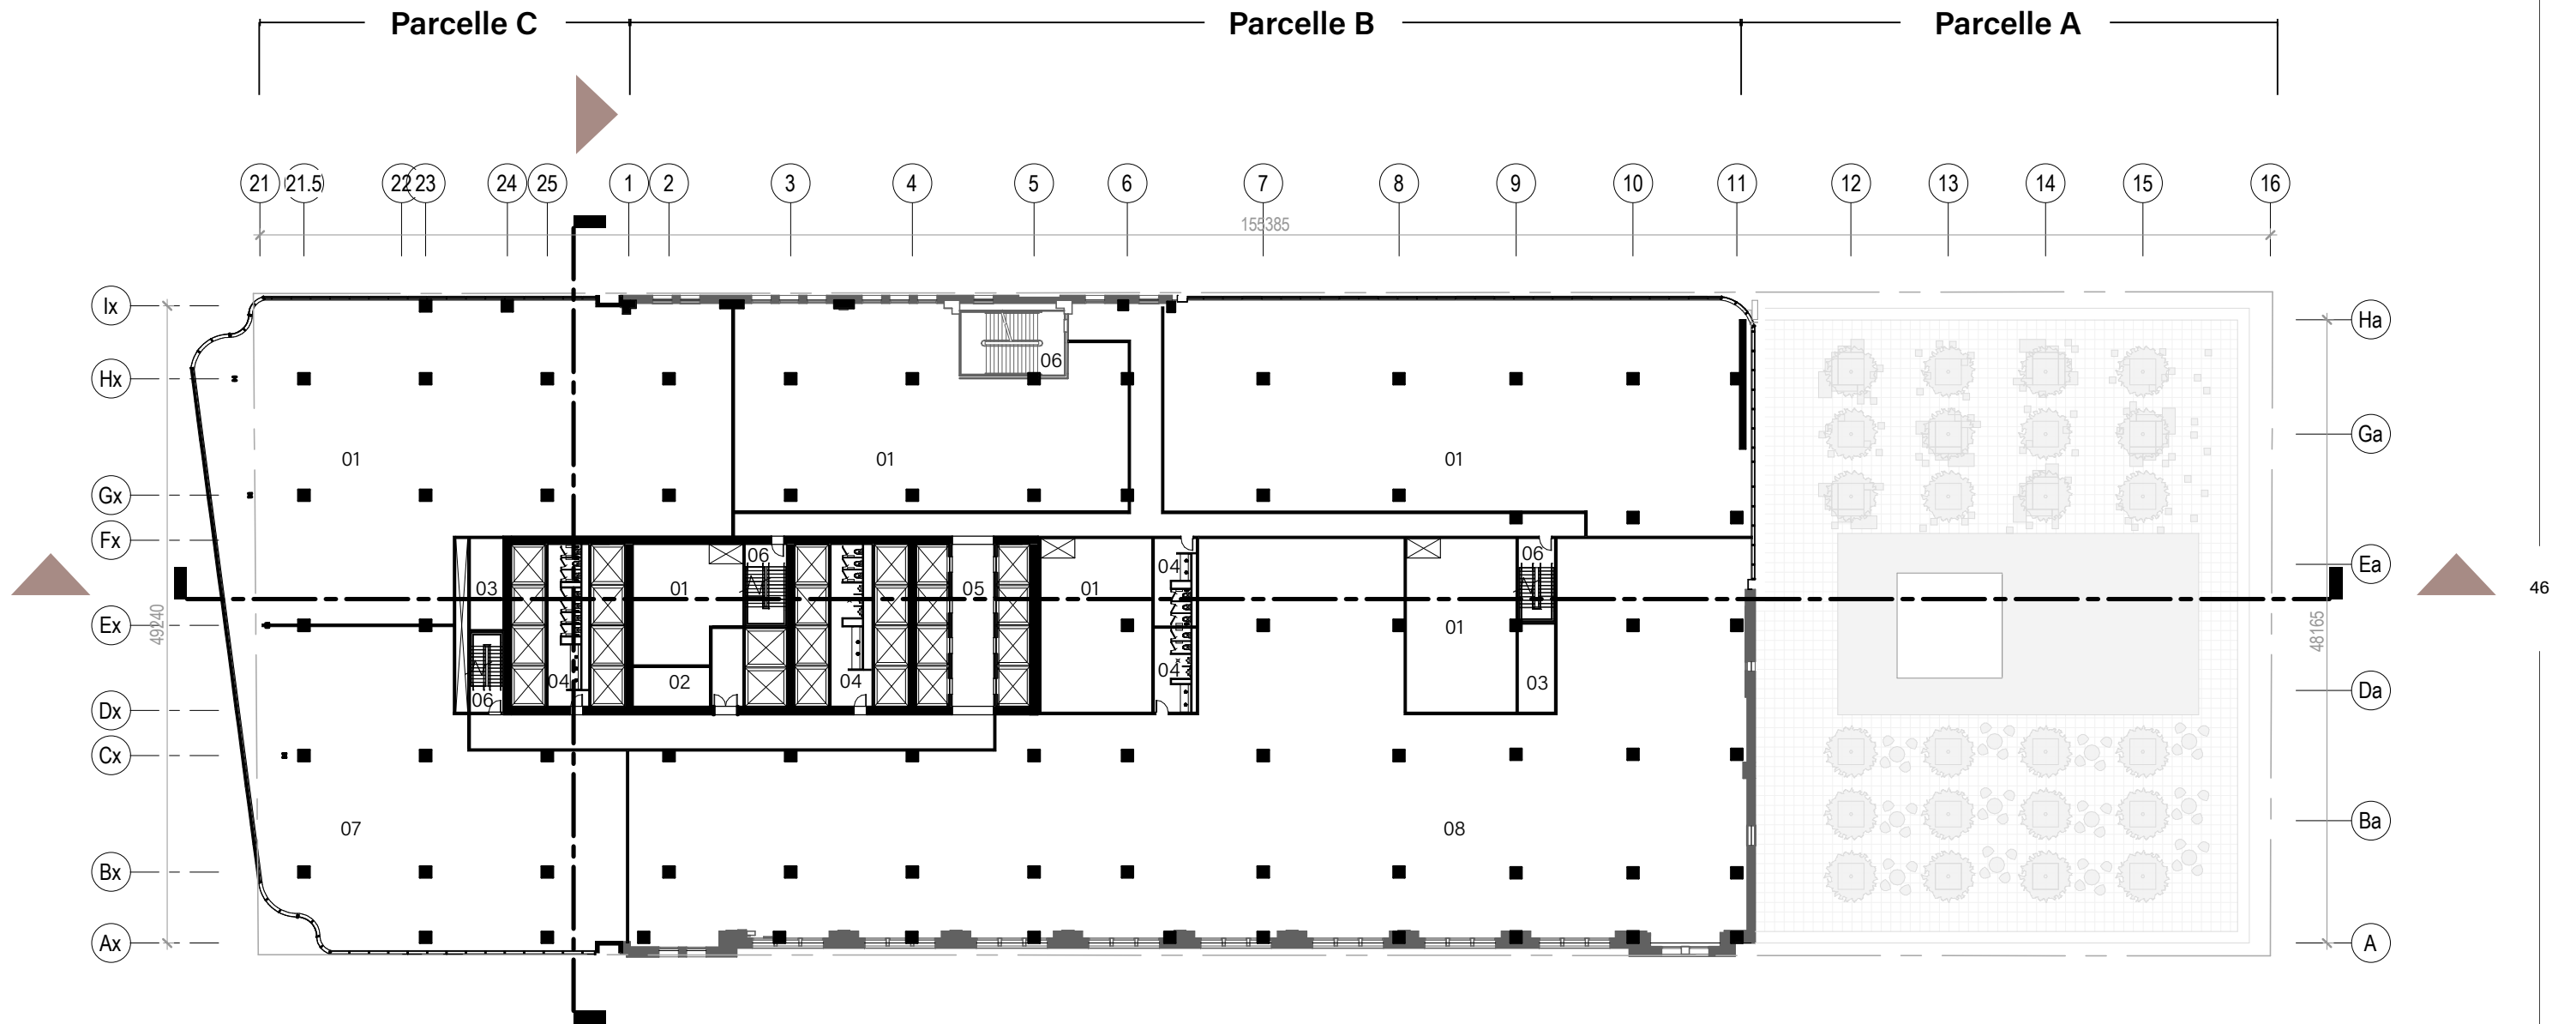 Parcelle C Parcelle B Parcelle A
21 21.5 22 23 24 25 1 2 3 4 5 6 7 8 9 10 11 12 13 14 15 16
155385
Ix Ha
Hx 06
Ga
01 01 01
Gx
Fx Ea
06 06
03 01 05 01 04 46
Ex 49240 01 48165
04 02 04 04 03 Da
06
Dx
Cx
07 08 Ba
Bx
Ax A